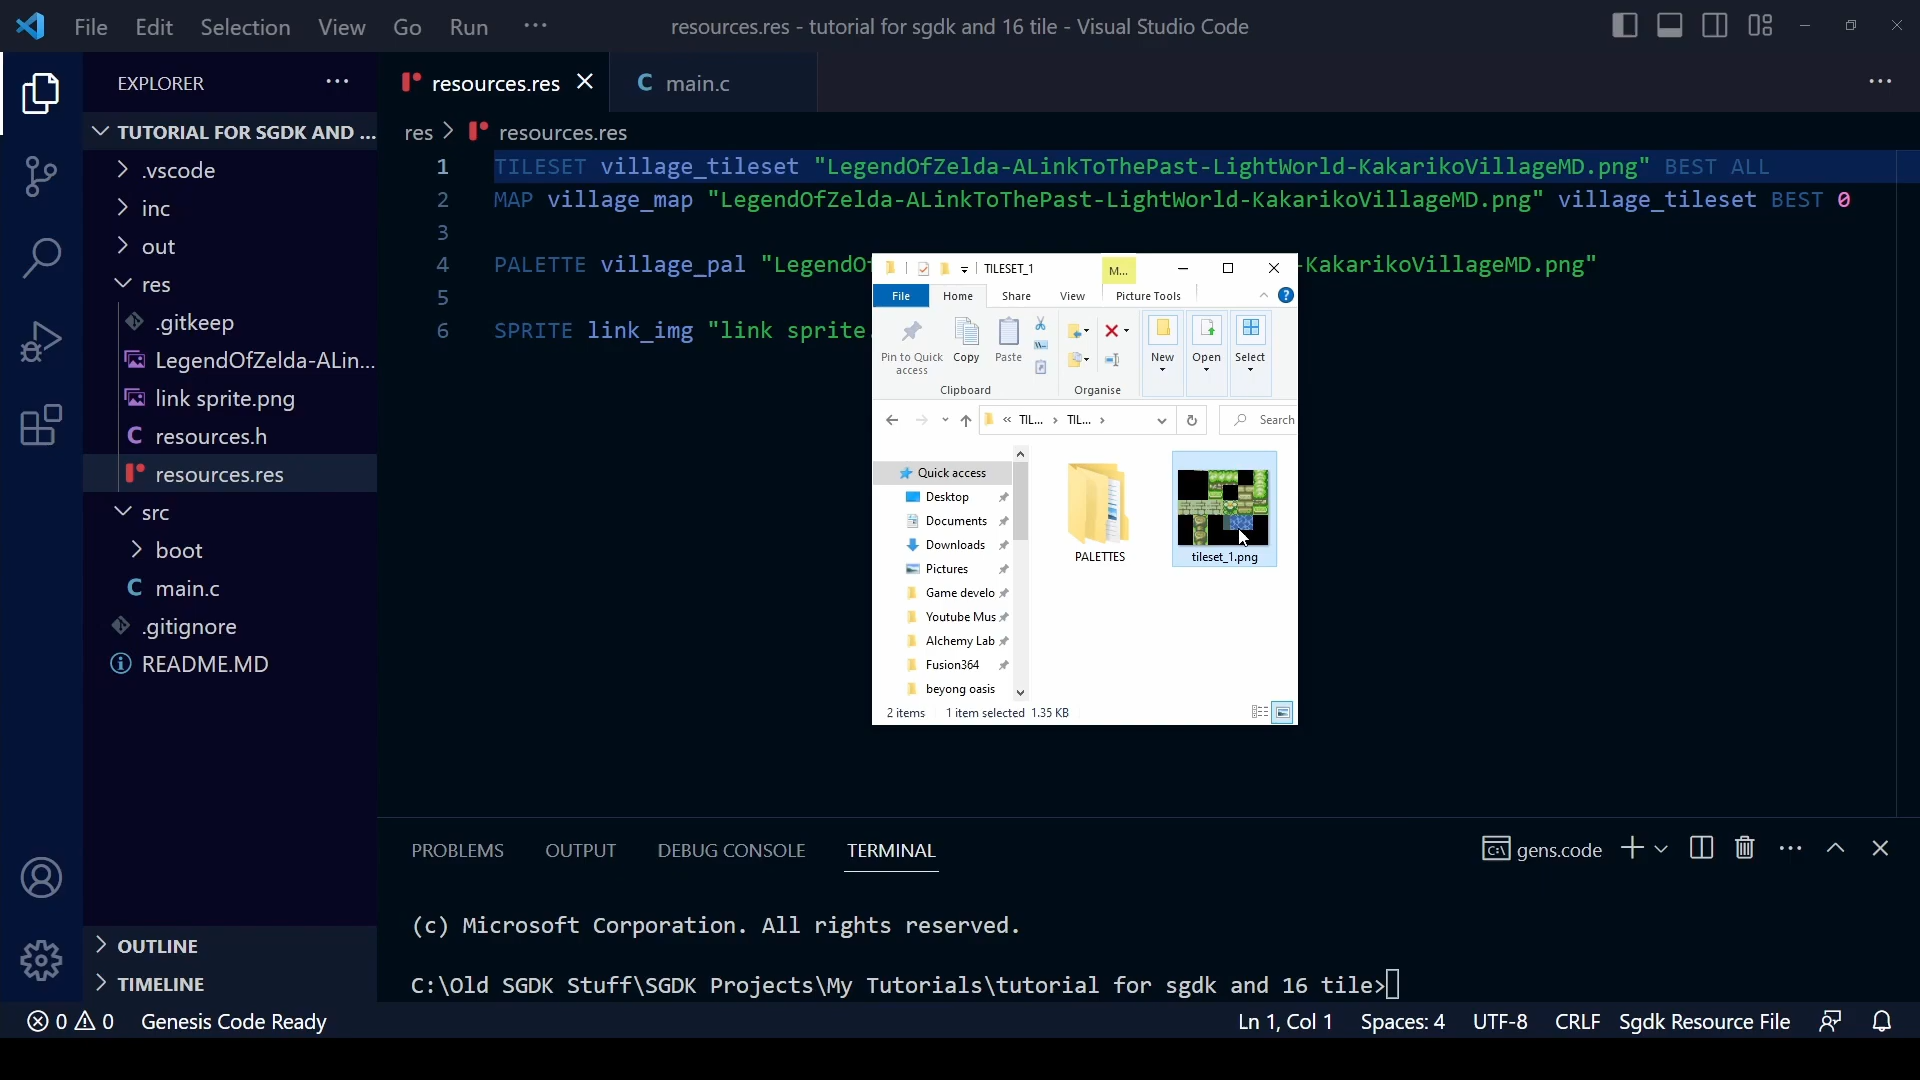 File Edit Selection View Go Run ··· resources.res - tutorial for sgdk and 16 tile - Visual Studio Code
EXPLORER ···
TUTORIAL FOR SGDK AND ...
.vscode
inc
out
res
.gitkeep
LegendOfZelda-ALin...
link sprite.png
resources.h
resources.res
src
boot
main.c
.gitignore
README.MD
OUTLINE
TIMELINE
resources.res main.c ···
res > resources.res
1 TILESET village_tileset "LegendOfZelda-ALinkToThePast-LightWorld-KakarikoVillageMD.png" BEST ALL
2 MAP village_map "LegendOfZelda-ALinkToThePast-LightWorld-KakarikoVillageMD.png" village_tileset BEST 0
3
4 PALETTE village_pal "LegendO -KakarikoVillageMD.png"
5
6 SPRITE link_img "link sprite.
TILESET_1 M...
File Home Share View Picture Tools
Pin to Quick access Copy Paste New Open Select
Clipboard Organise
« TIL... › TIL... › Search
Quick access
Desktop
Documents
Downloads
Pictures
Game develo
Youtube Mus
Alchemy Lab
Fusion364
beyong oasis
PALETTES tileset_1.png
2 items 1 item selected 1.35 KB
PROBLEMS OUTPUT DEBUG CONSOLE TERMINAL gens.code
(c) Microsoft Corporation. All rights reserved.
C:\Old SGDK Stuff\SGDK Projects\My Tutorials\tutorial for sgdk and 16 tile>
0 0 Genesis Code Ready Ln 1, Col 1 Spaces: 4 UTF-8 CRLF Sgdk Resource File